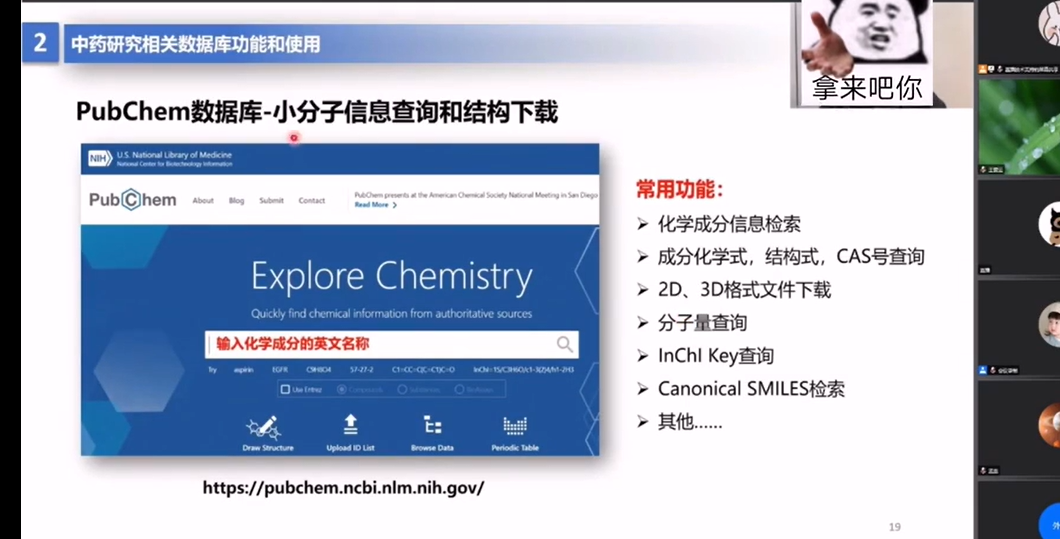 2
中药研究相关数据库功能和使用
拿来吧你
PubChem数据库-小分子信息查询和结构下载
NIH
U.S. National Library of Medicine
National Center for Biotechnology Information
PubChem
About
Blog
Submit
Contact
PubChem presents at the American Chemical Society National Meeting in San Diego
Read More
Explore Chemistry
Quickly find chemical information from authoritative sources
输入化学成分的英文名称
Try
aspirin
EGFR
C9H8O4
57-27-2
C1=CC=C(C=C1)C=O
InChI=1S/C3H6O/c1-3(2)4/h1-2H3
Use Entrez
Compounds
Substances
Draw Structure
Upload ID List
Browse Data
Periodic Table
https://pubchem.ncbi.nlm.nih.gov/
常用功能：
化学成分信息检索
成分化学式，结构式，CAS号查询
2D、3D格式文件下载
分子量查询
InChI Key查询
Canonical SMILES检索
其他......
19
外